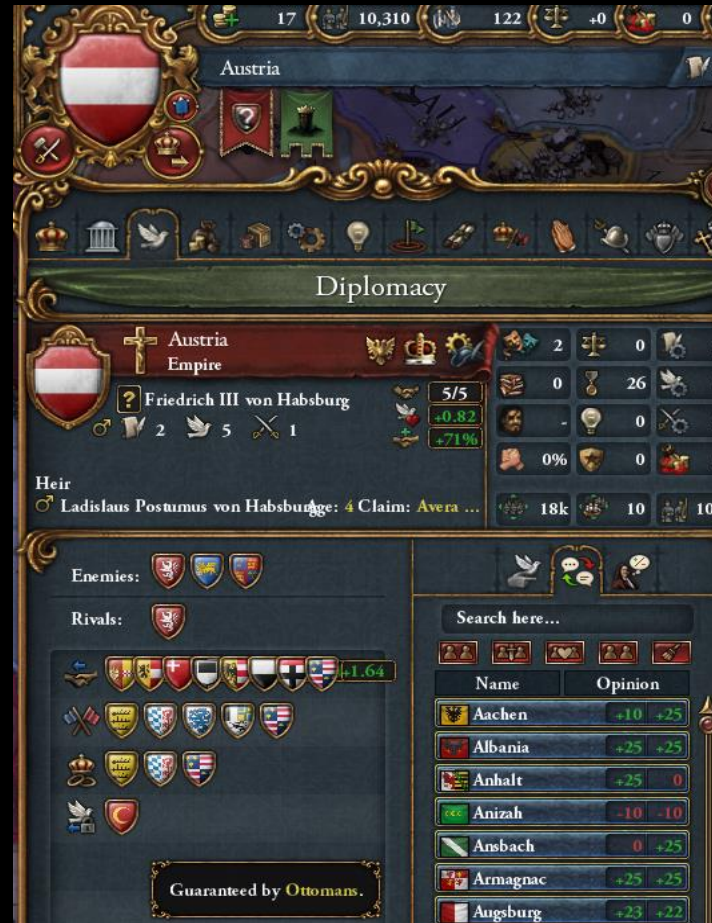 17 10,310 122 +0 0
Austria
Diplomacy
Austria
Empire
Friedrich III von Habsburg
2 5 1
5/5
+0.82
+71%
2 0
0 26
- 0
0% 0
18k 10 10
Heir
Ladislaus Postumus von Habsburg Age: 4 Claim: Avera ...
Enemies:
Rivals:
+1.64
Guaranteed by Ottomans.
Search here...
Name Opinion
Aachen +10 +25
Albania +25 +25
Anhalt +25 0
Anizah -10 -10
Ansbach 0 +25
Armagnac +25 +25
Augsburg +23 +22